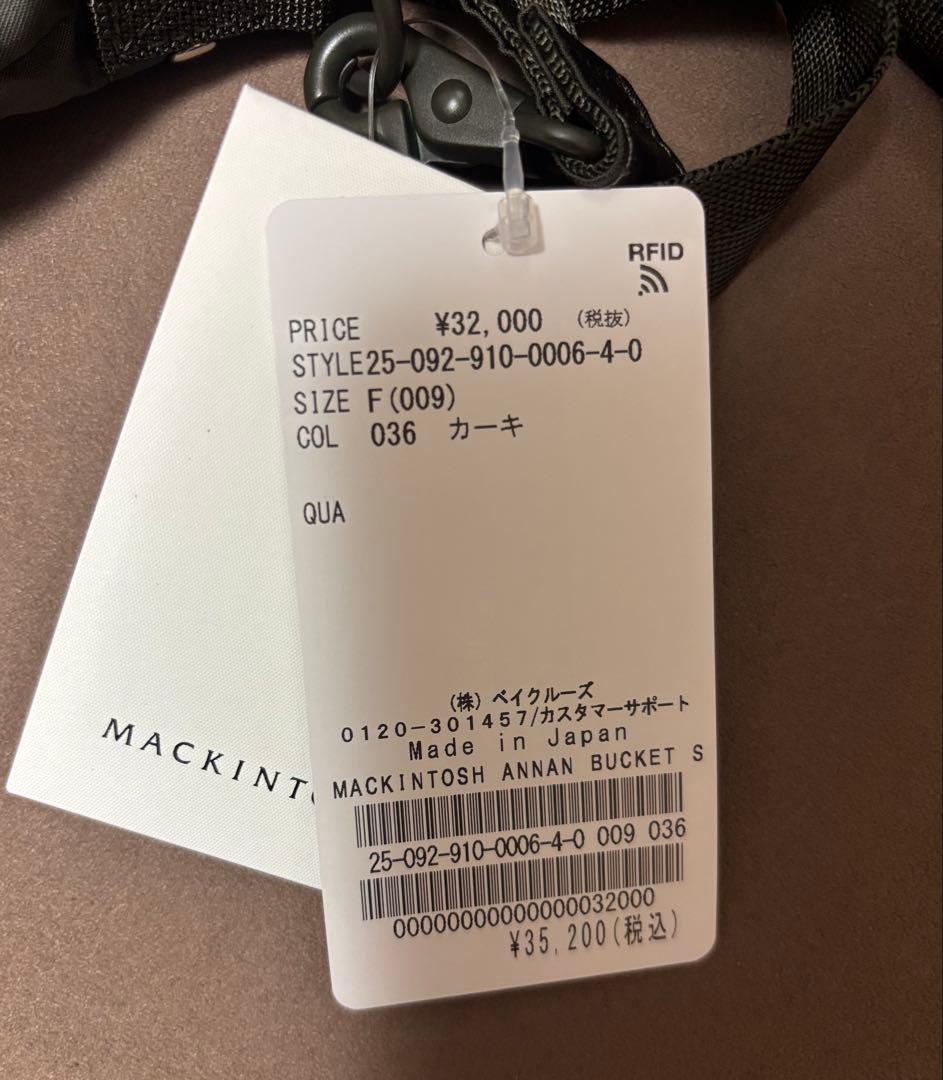 RFID
PRICE ¥32,000 (税抜)
STYLE25-092-910-0006-4-0
SIZE F(009)
COL 036 カーキ
QUA
(株) ベイクルーズ
0120-301457/カスタマーサポート
Made in Japan
MACKINTOSH ANNAN BUCKET S
25-092-910-0006-4-0 009 036
00000000000000032000
¥35,200(税込)
MACKINT